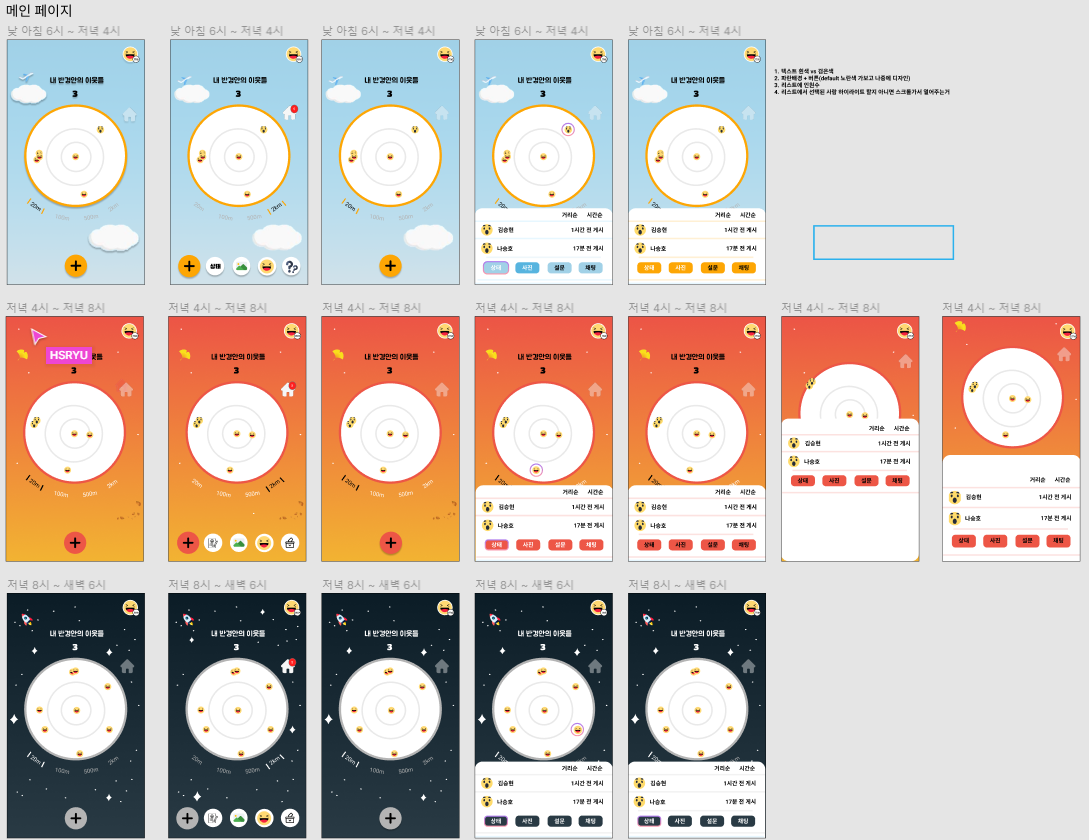 메인 페이지
낮 아침 6시 ~ 저녁 4시
낮 아침 6시 ~ 저녁 4시
낮 아침 6시 ~ 저녁 4시
낮 아침 6시 ~ 저녁 4시
낮 아침 6시 ~ 저녁 4시
내 반경안의 이웃들
3
20m
100m
500m
2km
내 반경안의 이웃들
3
20m
100m
500m
2km
상태
내 반경안의 이웃들
3
20m
100m
500m
2km
내 반경안의 이웃들
3
거리순 시간순
김승현 1시간 전 게시
나승호 17분 전 게시
상태 사진 설문 채팅
내 반경안의 이웃들
3
거리순 시간순
김승현 1시간 전 게시
나승호 17분 전 게시
상태 사진 설문 채팅
1. 텍스트 흰색 vs 검은색
2. 파란배경 + 버튼(default 노란색 가보고 나중에 디자인)
3. 리스트에 인원수
4. 리스트에서 선택된 사람 하이라이트 할지 아니면 스크롤가서 열어주는거
저녁 4시 ~ 저녁 8시
저녁 4시 ~ 저녁 8시
저녁 4시 ~ 저녁 8시
저녁 4시 ~ 저녁 8시
저녁 4시 ~ 저녁 8시
저녁 4시 ~ 저녁 8시
저녁 4시 ~ 저녁 8시
HSRYU
웃들
3
20m
100m
500m
2km
내 반경안의 이웃들
3
20m
100m
500m
2km
내 반경안의 이웃들
3
20m
100m
500m
2km
내 반경안의 이웃들
3
거리순 시간순
김승현 1시간 전 게시
나승호 17분 전 게시
상태 사진 설문 채팅
내 반경안의 이웃들
3
거리순 시간순
김승현 1시간 전 게시
나승호 17분 전 게시
상태 사진 설문 채팅
거리순 시간순
김승현 1시간 전 게시
나승호 17분 전 게시
상태 사진 설문 채팅
거리순 시간순
김승현 1시간 전 게시
나승호 17분 전 게시
상태 사진 설문 채팅
저녁 8시 ~ 새벽 6시
저녁 8시 ~ 새벽 6시
저녁 8시 ~ 새벽 6시
저녁 8시 ~ 새벽 6시
저녁 8시 ~ 새벽 6시
내 반경안의 이웃들
3
20m
100m
500m
2km
내 반경안의 이웃들
3
20m
100m
500m
2km
내 반경안의 이웃들
3
20m
100m
500m
2km
내 반경안의 이웃들
3
20m
2km
거리순 시간순
김승현 1시간 전 게시
나승호 17분 전 게시
상태 사진 설문 채팅
내 반경안의 이웃들
3
20m
2km
거리순 시간순
김승현 1시간 전 게시
나승호 17분 전 게시
상태 사진 설문 채팅